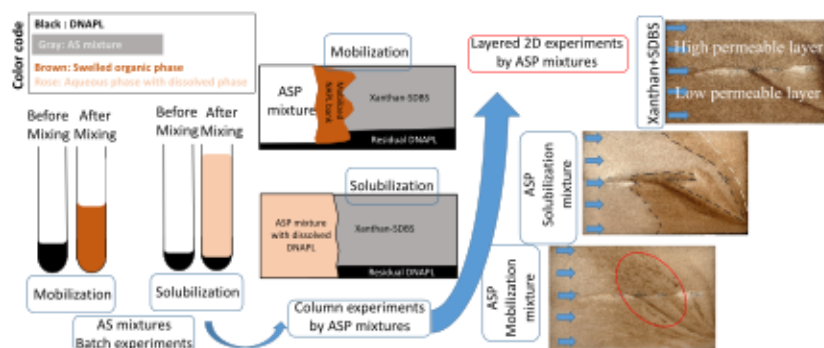 Color code
Black : DNAPL
Gray: AS mixture
Brown: Swelled organic phase
Rose: Aqueous phase with dissolved phase
Before
Mixing
After
Mixing
Before
Mixing
After
Mixing
Mobilization
Solubilization
AS mixtures
Batch experiments
Mobilization
ASP
mixture
Mobilized
NAPL bank
Xanthan-SDBS
Residual DNAPL
Solubilization
ASP mixture
with dissolved
DNAPL
Xanthan-SDBS
Residual DNAPL
Column experiments
by ASP mixtures
Layered 2D experiments
by ASP mixtures
Xanthan+SDBS
High permeable layer
Low permeable layer
ASP
Solubilization
mixture
ASP
Mobilization
mixture